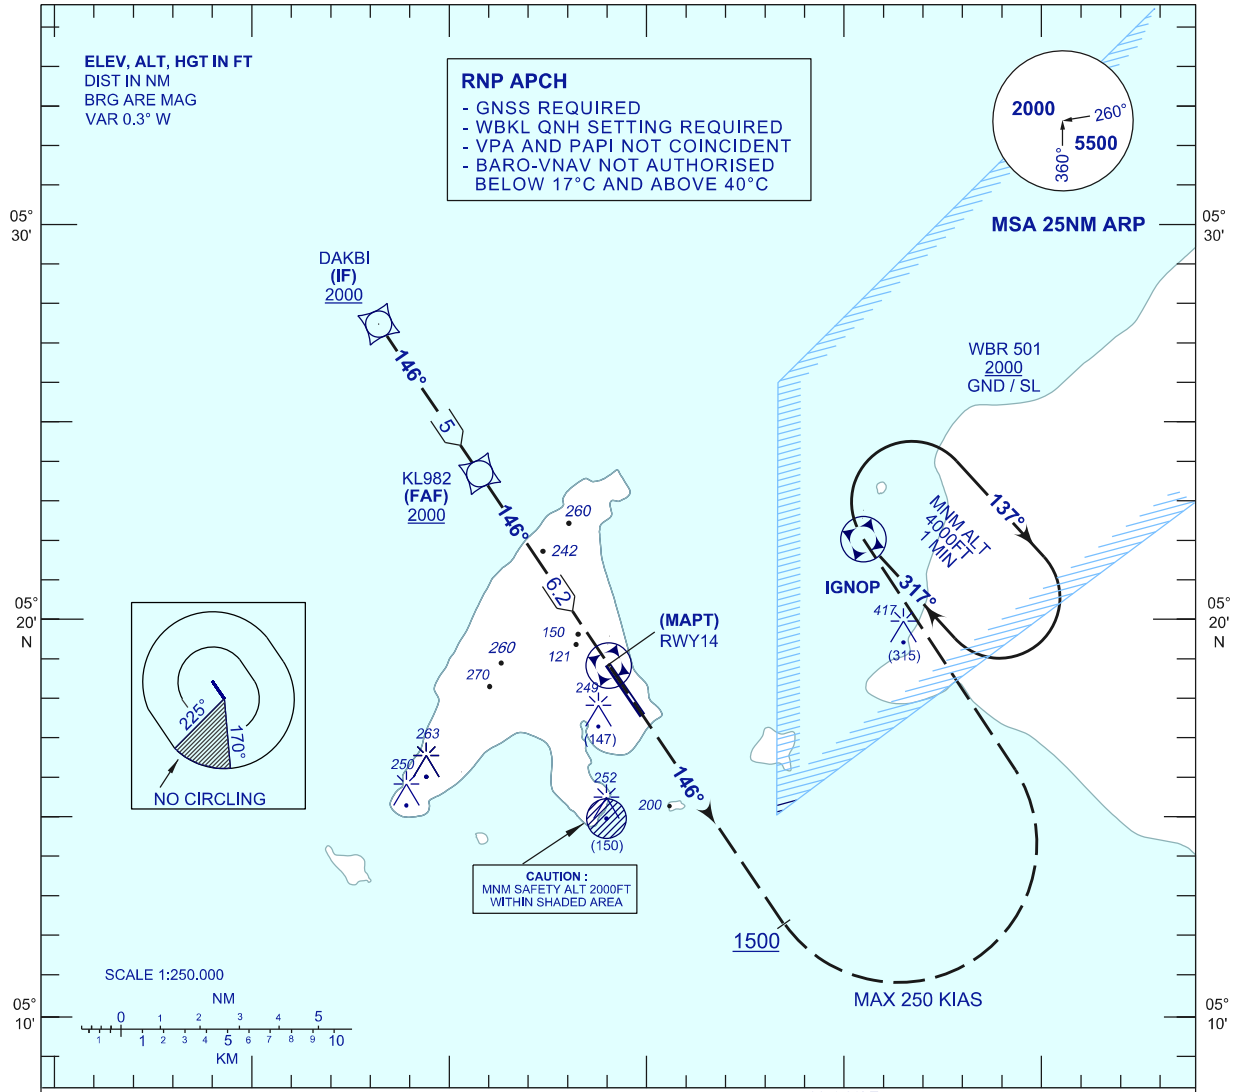 ELEV, ALT, HGT IN FT
DIST IN NM
BRG ARE MAG
VAR 0.3° W
RNP APCH
- GNSS REQUIRED
- WBKL QNH SETTING REQUIRED
- VPA AND PAPI NOT COINCIDENT
- BARO-VNAV NOT AUTHORISED
BELOW 17°C AND ABOVE 40°C
2000
260°
5500
360°
MSA 25NM ARP
05°
30'
05°
30'
DAKBI
(IF)
2000
146°
5
KL982
(FAF)
2000
146°
6.2
WBR 501
2000
GND / SL
137°
MNM ALT
4000FT
1 MIN
IGNOP
317°
417
(315)
260
242
150
121
260
270
(MAPT)
RWY14
249
(147)
263
250
252
(150)
200
146°
05°
20'
N
05°
20'
N
225°
170°
NO CIRCLING
CAUTION :
MNM SAFETY ALT 2000FT
WITHIN SHADED AREA
1500
MAX 250 KIAS
SCALE 1:250.000
NM
0 1 2 3 4 5
1 1 2 3 4 5 6 7 8 9 10
KM
05°
10'
05°
10'